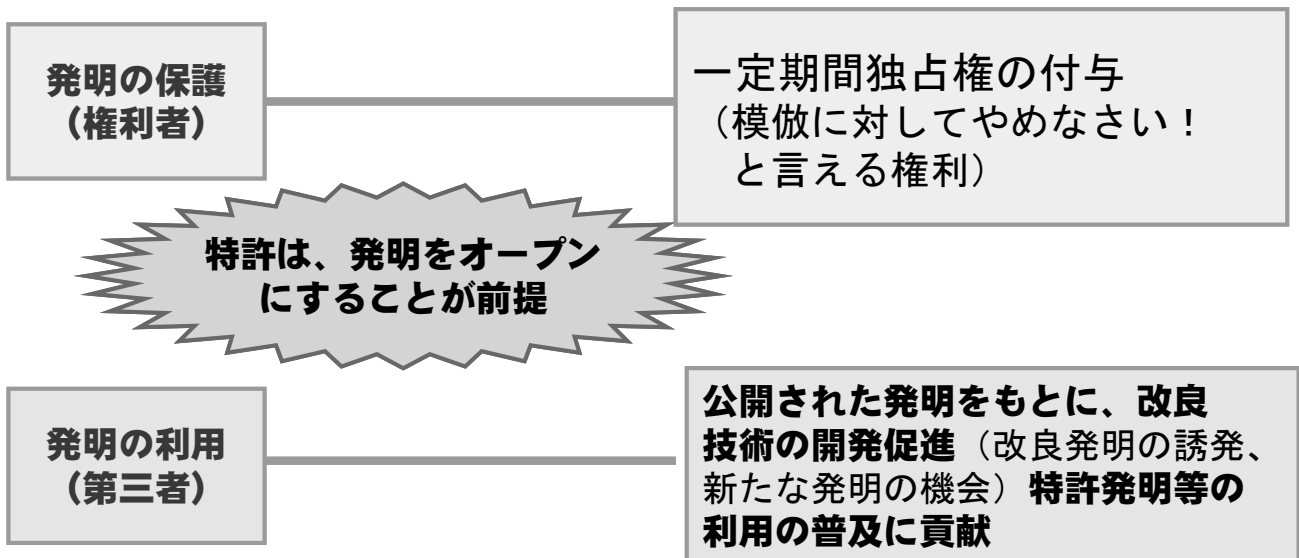 発明の保護
（権利者）
一定期間独占権の付与
（模倣に対してやめなさい！
と言える権利）
特許は、発明をオープン
にすることが前提
発明の利用
（第三者）
公開された発明をもとに、改良
技術の開発促進（改良発明の誘発、
新たな発明の機会）特許発明等の
利用の普及に貢献